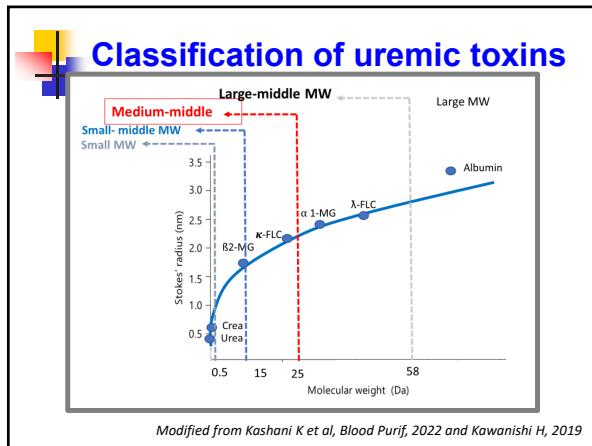 Classification of uremic toxins
Large-middle MW
Large MW
Medium-middle
Small- middle MW
Small MW
Albumin
3.5
3.0
2.5
2.0
1.5
1.0
0.5
Stokes' radius (nm)
ß2-MG
κ-FLC
α 1-MG
λ-FLC
Crea
Urea
0.5 15 25 58
Molecular weight (Da)
Modified from Kashani K et al, Blood Purif, 2022 and Kawanishi H, 2019